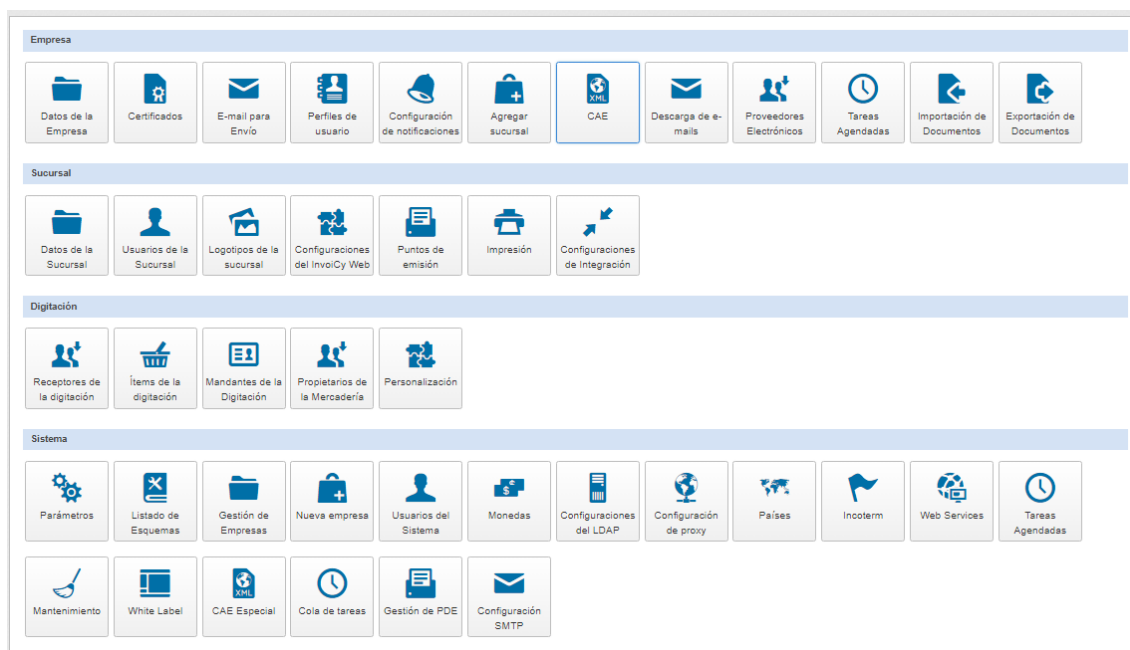 Empresa
Datos de la Empresa
Certificados
E-mail para Envío
Perfiles de usuario
Configuración de notificaciones
Agregar sucursal
XML
CAE
Descarga de e-mails
Proveedores Electrónicos
Tareas Agendadas
Importación de Documentos
Exportación de Documentos
Sucursal
Datos de la Sucursal
Usuarios de la Sucursal
Logotipos de la sucursal
Configuraciones del InvoiCy Web
Puntos de emisión
Impresión
Configuraciones de Integración
Digitación
Receptores de la digitación
Ítems de la digitación
Mandantes de la Digitación
Propietarios de la Mercadería
Personalización
Sistema
Parámetros
Listado de Esquemas
Gestión de Empresas
Nueva empresa
Usuarios del Sistema
Monedas
Configuraciones del LDAP
Configuración de proxy
Países
Incoterm
Web Services
Tareas Agendadas
Mantenimiento
White Label
XML
CAE Especial
Cola de tareas
Gestión de PDE
Configuración SMTP